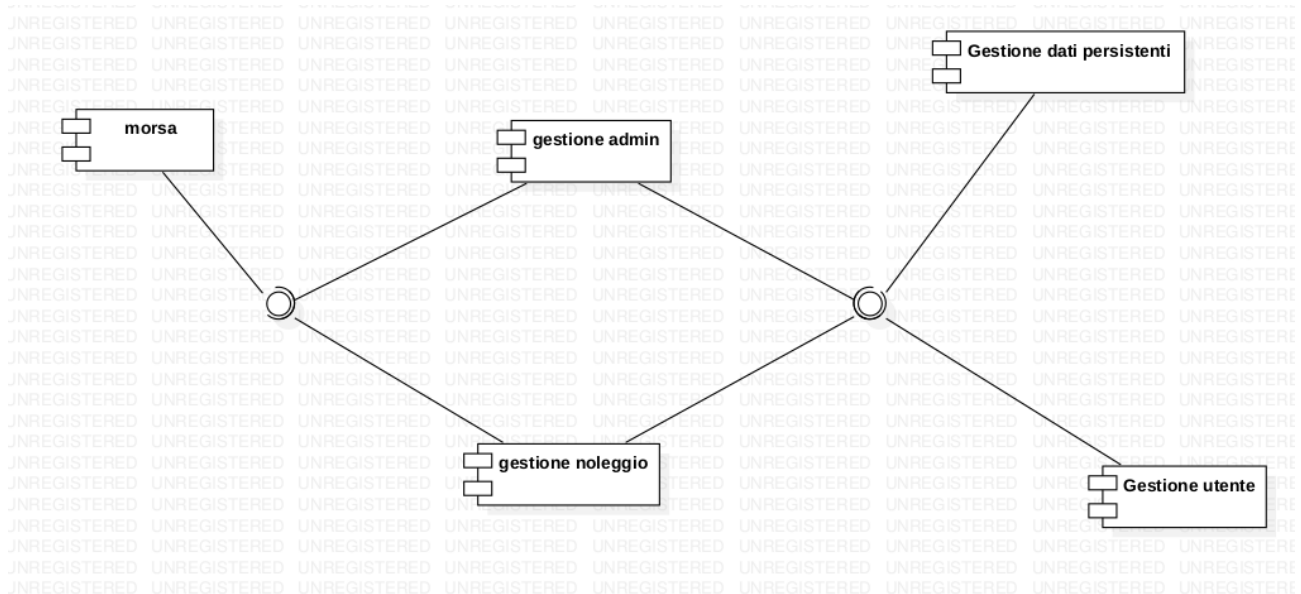 Gestione dati persistenti
morsa
gestione admin
gestione noleggio
Gestione utente
UNREGISTERED